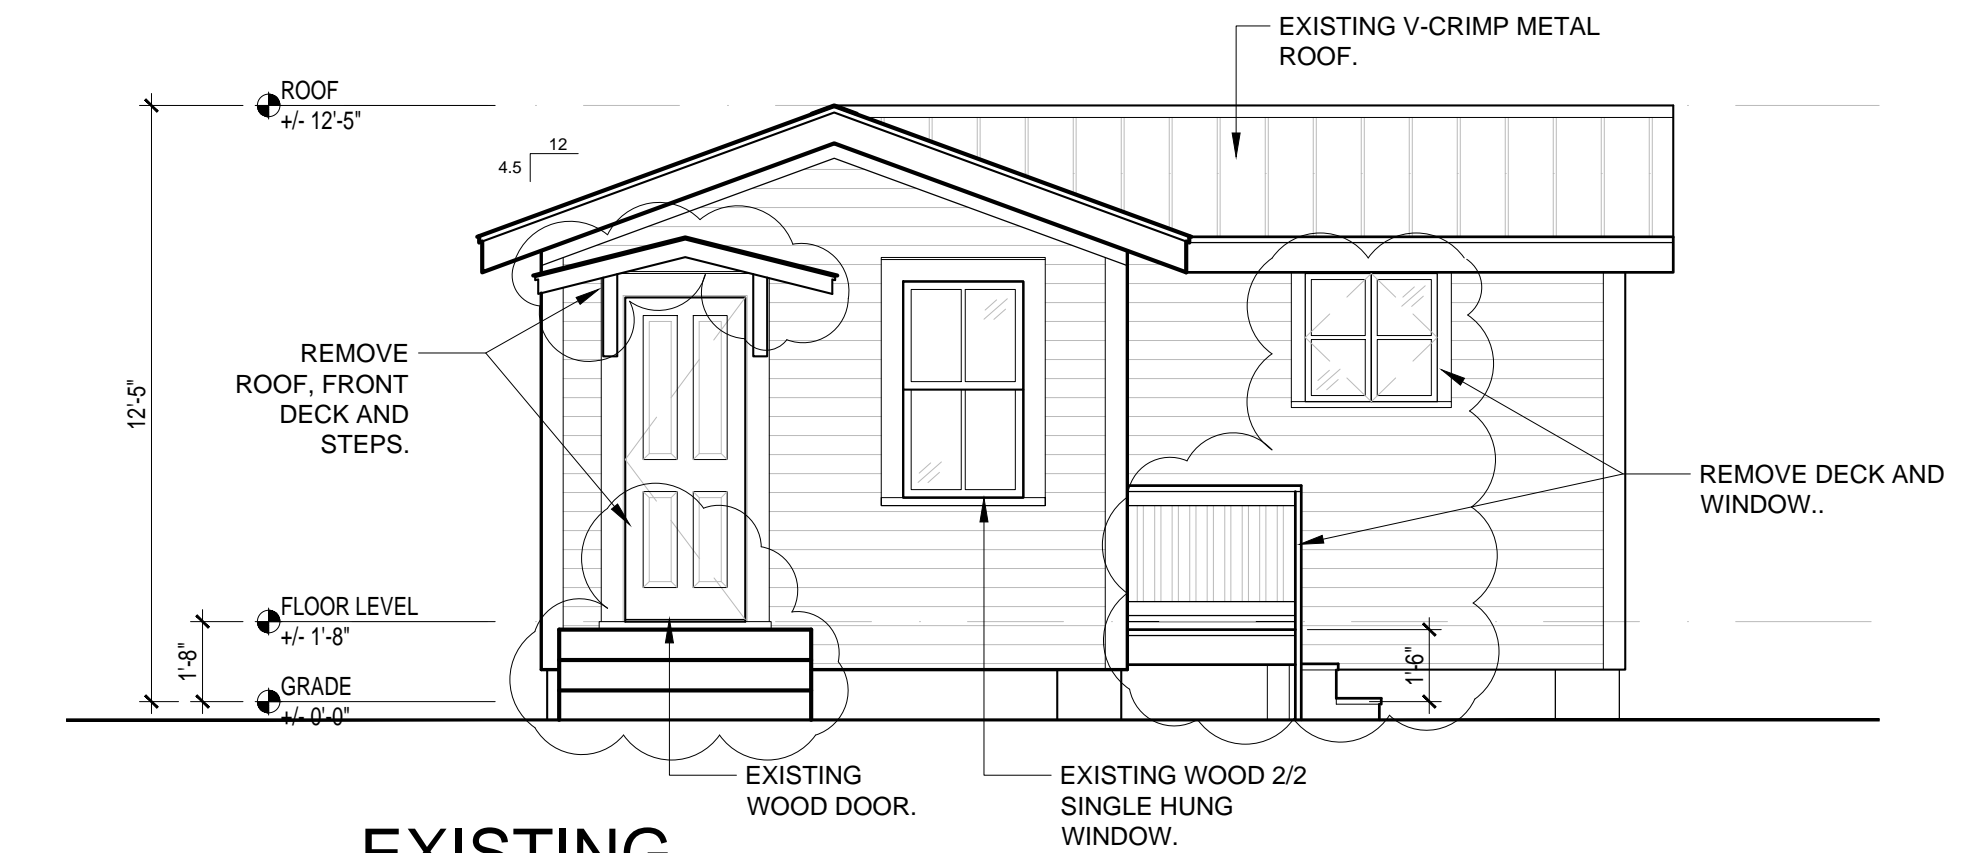 EXISTING V-CRIMP METAL
ROOF.
ROOF
+/- 12'-5"
12
4.5
12'-5"
REMOVE
ROOF, FRONT
DECK AND
STEPS.
REMOVE DECK AND
WINDOW..
FLOOR LEVEL
+/- 1'-8"
1'-8"
1'-6"
GRADE
+/- 0'-0"
EXISTING
WOOD DOOR.
EXISTING WOOD 2/2
SINGLE HUNG
WINDOW.
EXISTING